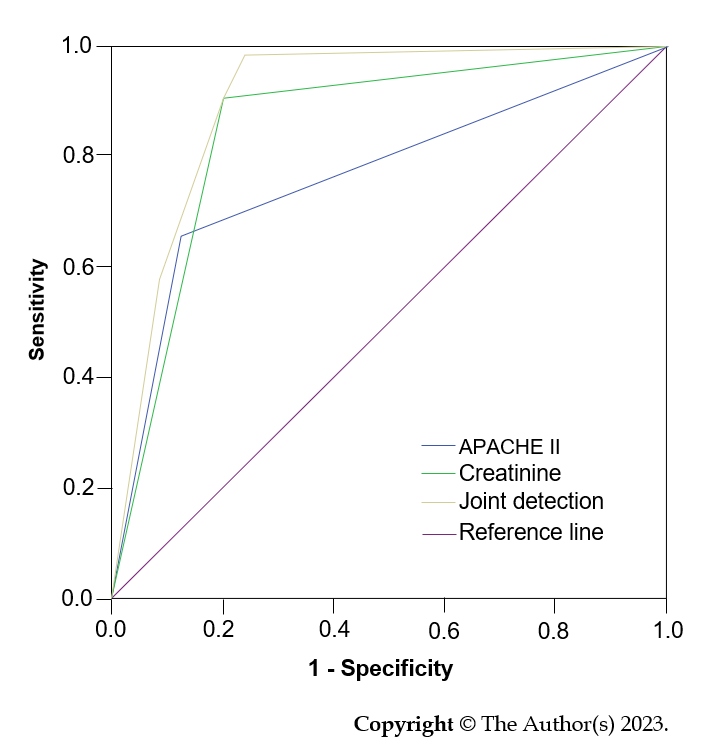 1.0
0.8
0.6
0.4
0.2
0.0
Sensitivity
APACHE II
Creatinine
Joint detection
Reference line
0.0 0.2 0.4 0.6 0.8 1.0
1 - Specificity
Copyright © The Author(s) 2023.